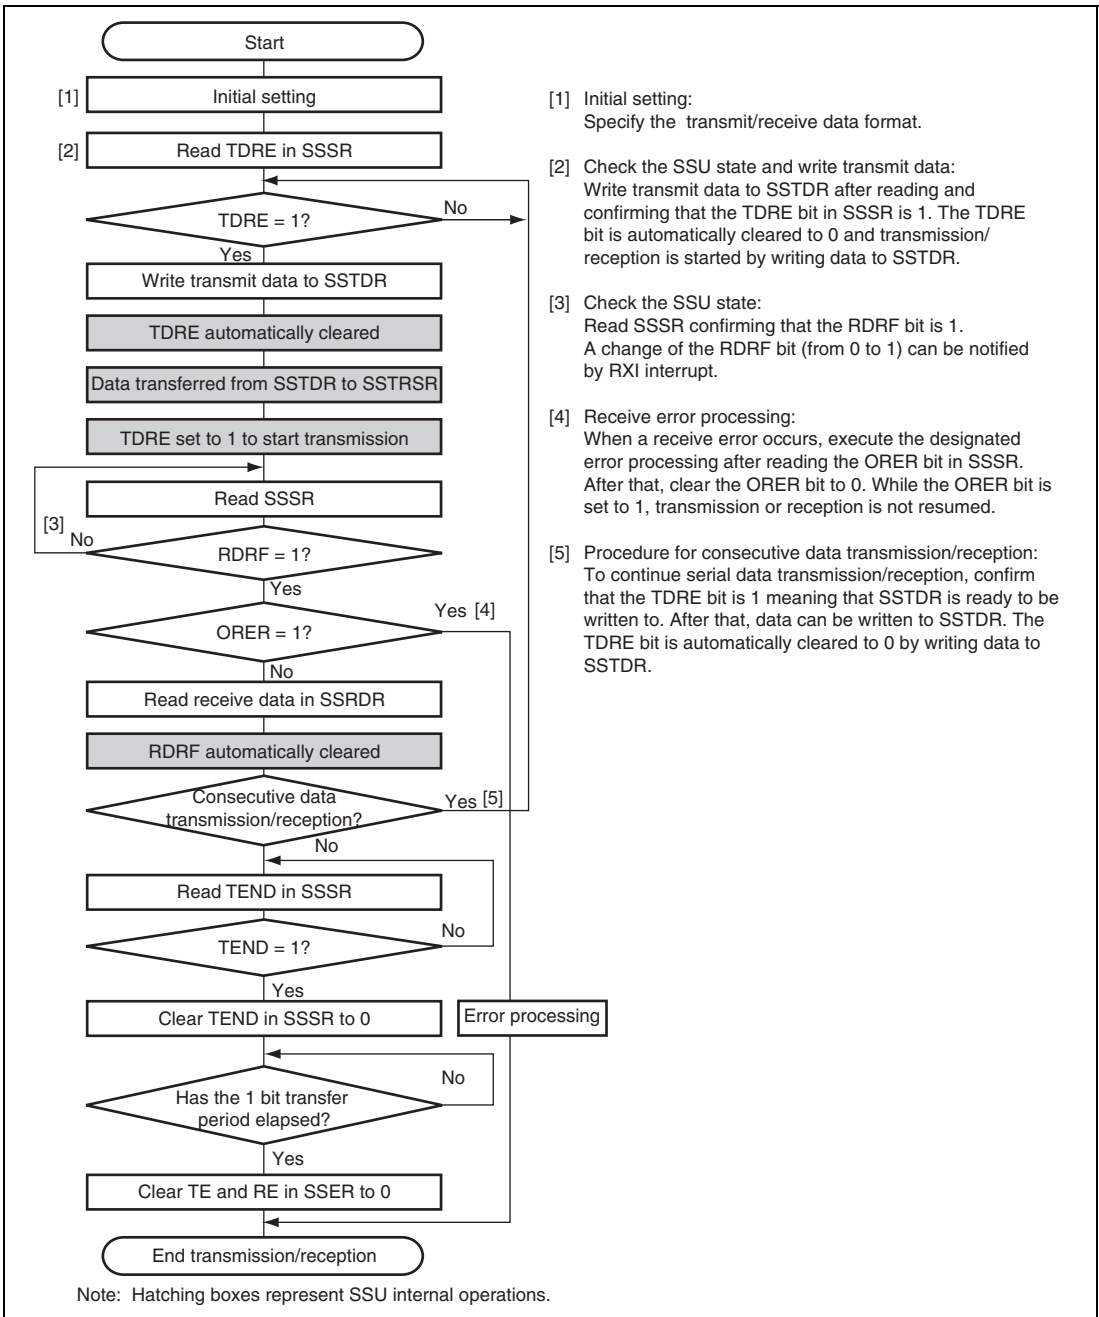 Start
[1] Initial setting
[2] Read TDRE in SSSR
TDRE = 1?
No
Yes
Write transmit data to SSTDR
TDRE automatically cleared
Data transferred from SSTDR to SSTRSR
TDRE set to 1 to start transmission
Read SSSR
[3]
No
RDRF = 1?
Yes
Yes [4]
ORER = 1?
No
Read receive data in SSRDR
RDRF automatically cleared
Consecutive data
transmission/reception?
Yes [5]
No
Read TEND in SSSR
No
TEND = 1?
Yes
Clear TEND in SSSR to 0
Error processing
No
Has the 1 bit transfer
period elapsed?
Yes
Clear TE and RE in SSER to 0
End transmission/reception
Note: Hatching boxes represent SSU internal operations.
[1] Initial setting:
Specify the transmit/receive data format.
[2] Check the SSU state and write transmit data:
Write transmit data to SSTDR after reading and
confirming that the TDRE bit in SSSR is 1. The TDRE
bit is automatically cleared to 0 and transmission/
reception is started by writing data to SSTDR.
[3] Check the SSU state:
Read SSSR confirming that the RDRF bit is 1.
A change of the RDRF bit (from 0 to 1) can be notified
by RXI interrupt.
[4] Receive error processing:
When a receive error occurs, execute the designated
error processing after reading the ORER bit in SSSR.
After that, clear the ORER bit to 0. While the ORER bit is
set to 1, transmission or reception is not resumed.
[5] Procedure for consecutive data transmission/reception:
To continue serial data transmission/reception, confirm
that the TDRE bit is 1 meaning that SSTDR is ready to be
written to. After that, data can be written to SSTDR. The
TDRE bit is automatically cleared to 0 by writing data to
SSTDR.